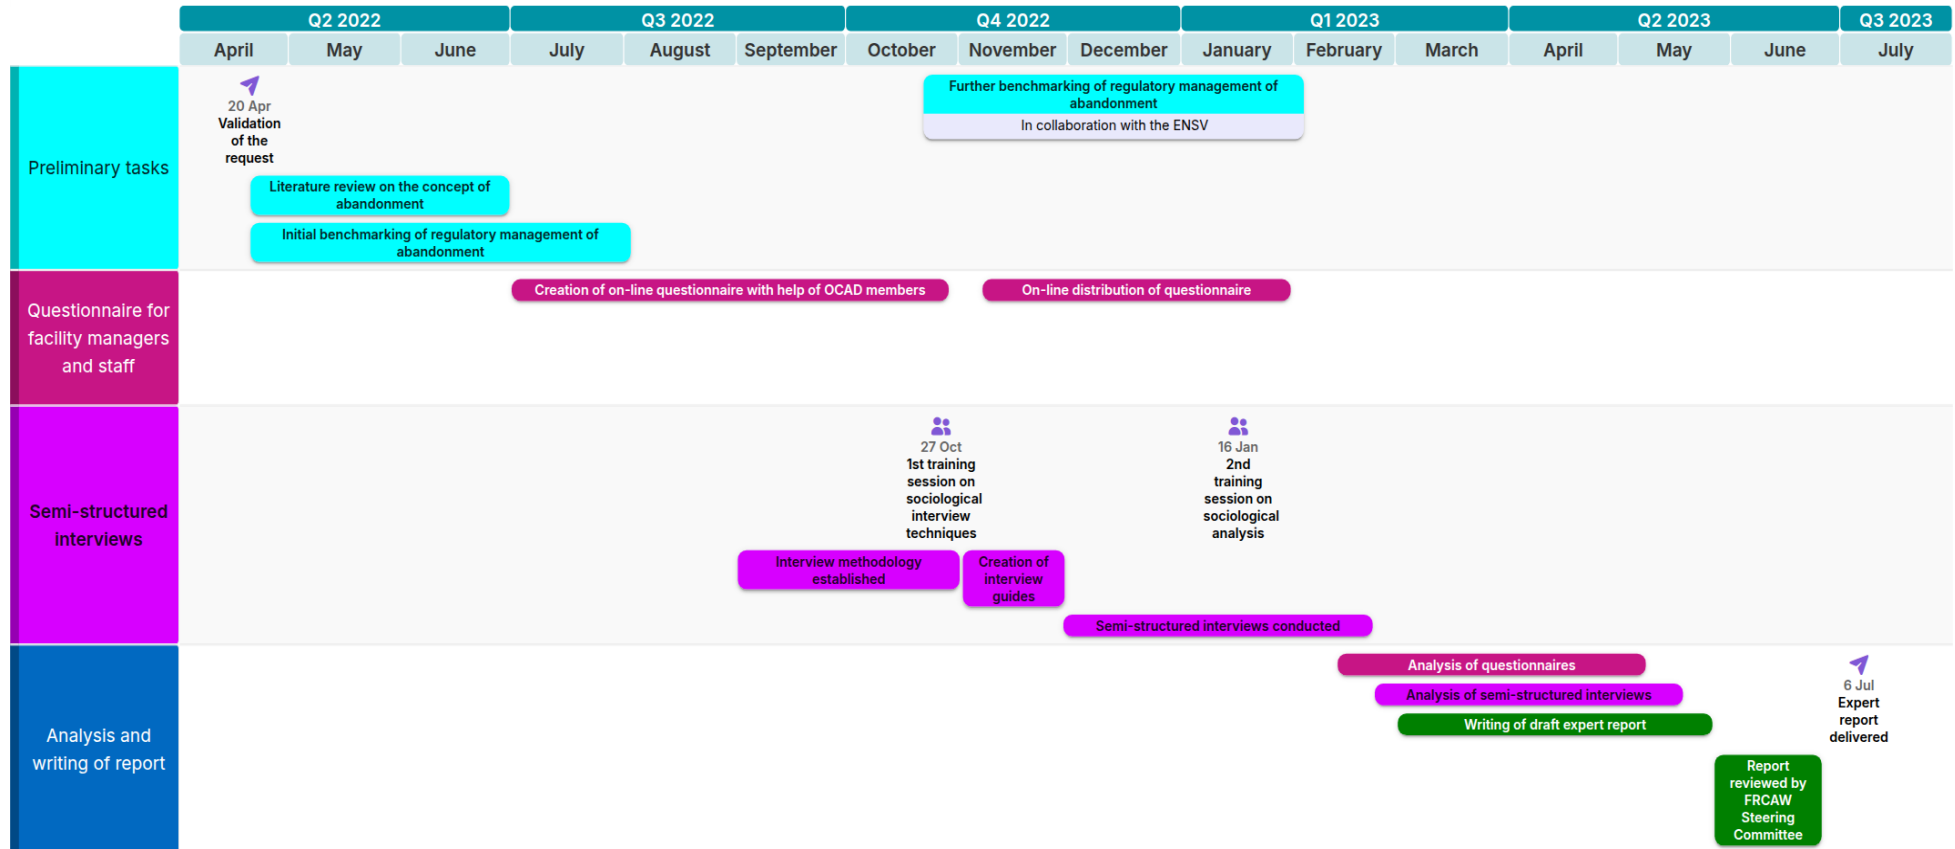 Q2 2022
Q3 2022
Q4 2022
Q1 2023
Q2 2023
Q3 2023
April
May
June
July
August
September
October
November
December
January
February
March
April
May
June
July
Preliminary tasks
20 Apr
Validation
of the
request
Further benchmarking of regulatory management of
abandonment
In collaboration with the ENSV
Literature review on the concept of
abandonment
Initial benchmarking of regulatory management of
abandonment
Questionnaire for
facility managers
and staff
Creation of on-line questionnaire with help of OCAD members
On-line distribution of questionnaire
Semi-structured
interviews
27 Oct
1st training
session on
sociological
interview
techniques
16 Jan
2nd
training
session on
sociological
analysis
Interview methodology
established
Creation of
interview
guides
Semi-structured interviews conducted
Analysis and
writing of report
Analysis of questionnaires
Analysis of semi-structured interviews
Writing of draft expert report
6 Jul
Expert
report
delivered
Report
reviewed by
FRCAW
Steering
Committee